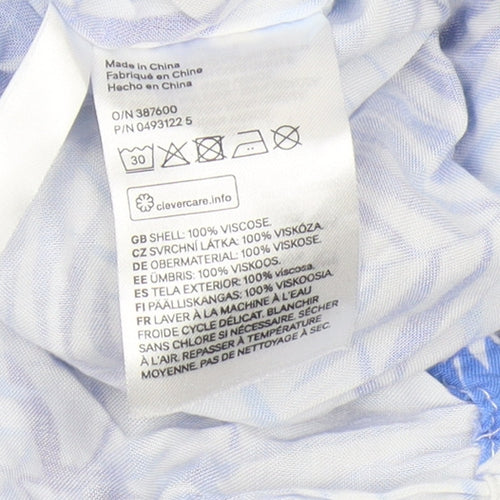 Made in China
Fabriqué en China
Hecho en China
O/N 387600
P/N 0493122 5
30
clevercare.info
GB SHELL: 100% VISCOSE.
CZ SVRCHNÍ LÁTKA: 100% VISKÓZA.
DE OBERMATERIAL: 100% VISKOSE.
EE ÜMBRIS: 100% VISKOOS.
ES TELA EXTERIOR: 100% viscosa.
FI PÄÄLLISKANGAS: 100% VISKOOSIA.
FR LAVER À LA MACHINE À L'EAU
FROIDE CYCLE DÉLICAT. BLANCHIR
SANS CHLORE SI NÉCESSAIRE. SÉCHER
À L'AIR. REPASSER À TEMPÉRATURE
MOYENNE. PAS DE NETTOYAGE À SEC.